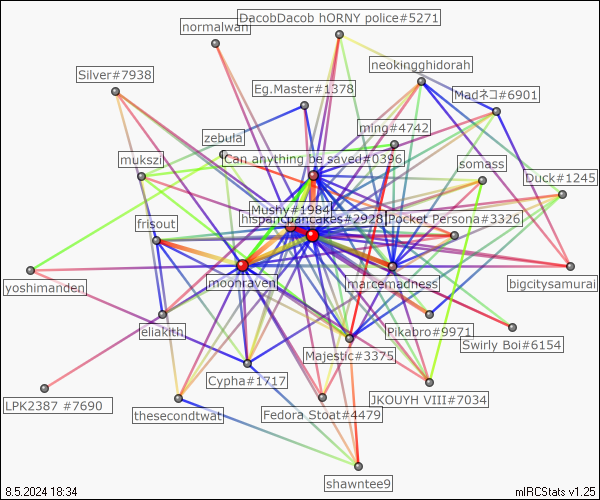 DacobDacob hORNY police#5271
normalwan
neokingghidorah
Silver#7938
Eg.Master#1378
Madネコ#6901
ming#4742
zebula
mukszi
Can anything be saved#0396
somass
Duck#1245
Mushy#1984
hispancpancakes#2928
Pocket Persona#3326
frisout
yoshimanden
moonraven
marcemadness
bigcitysamurai
eliakith
Pikabro#9971
Swirly Boi#6154
Majestic#3375
Cypha#1717
JKOUYH VIII#7034
LPK2387 #7690
thesecondtwat
Fedora Stoat#4479
shawntee9
8.5.2024 18:34
mIRCStats v1.25